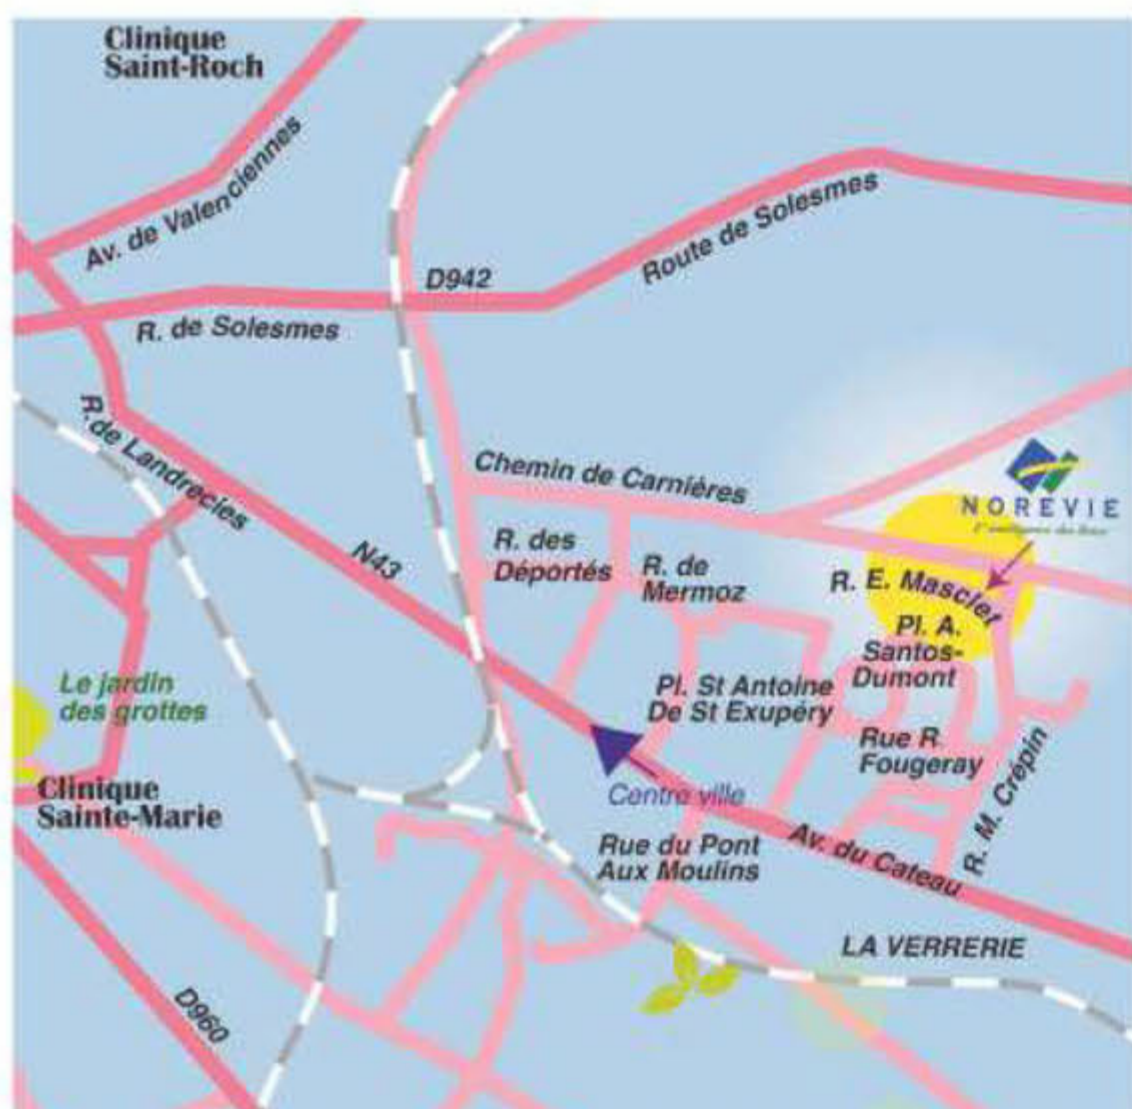 Clinique
Saint-Roch
Av. de Valenciennes
Route de Solesmes
D942
R. de Solesmes
R. de Landrecies
Chemin de Carnières
NOREVIE
N43
R. des
Déportés
R. de
Mermoz
R. E. Masclet
Pl. A.
Santos-
Dumont
Le jardin
des grottes
Pl. St Antoine
De St Exupéry
Rue R.
Fougeray
R. M. Crépin
Clinique
Sainte-Marie
Centre ville
Rue du Pont
Aux Moulins
Av. du Cateau
LA VERRERIE
D960